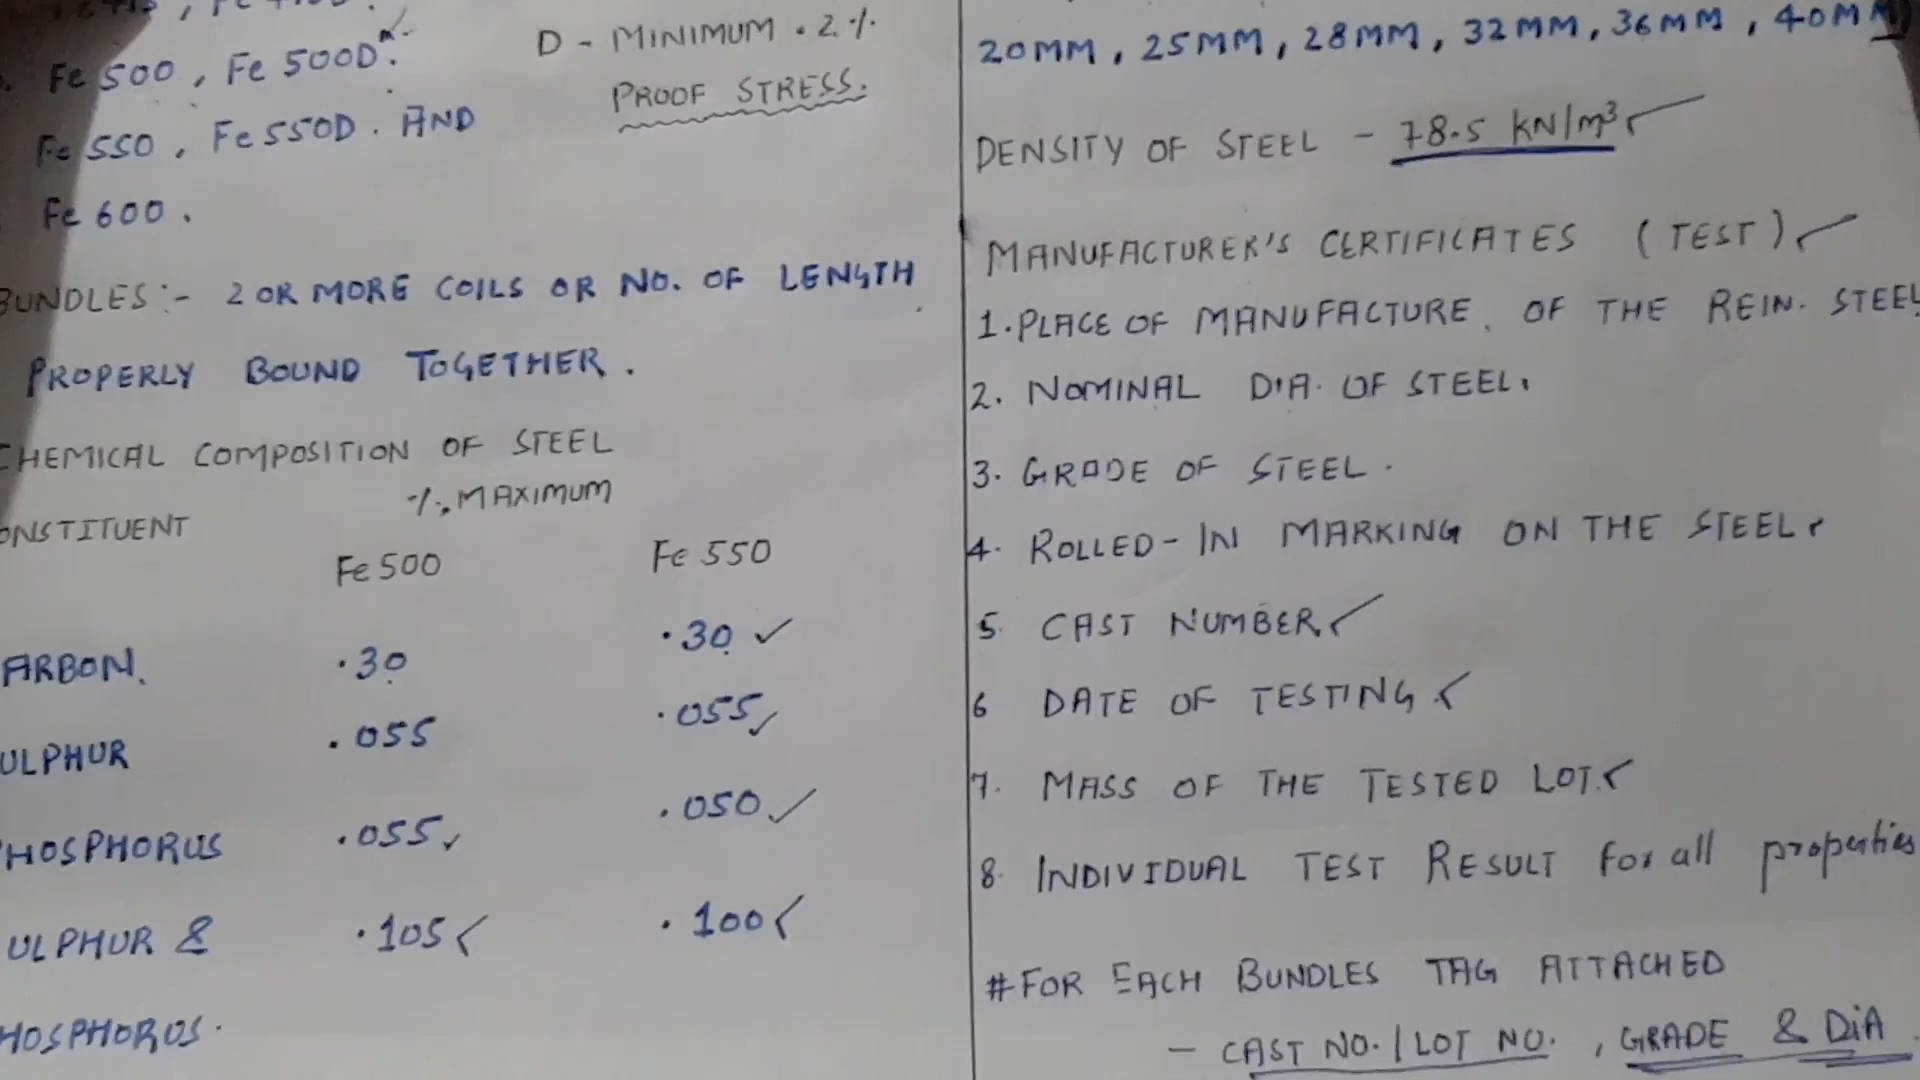 Fe 500, Fe 500D.
Fe 550, Fe 550D. AND
Fe 600.
D - MINIMUM .2%
PROOF STRESS.
BUNDLES:- 2 OR MORE COILS OR NO. OF LENGTH
PROPERLY BOUND TOGETHER.
CHEMICAL COMPOSITION OF STEEL
%. MAXIMUM
ONSTITUENT
Fe 500 Fe 550
ARBON. .30 .30
ULPHUR .055 .055
HOSPHORUS .055 .050
ULPHUR & .105 .100
HOSPHORUS.
20MM, 25MM, 28MM, 32MM, 36MM, 40MM
DENSITY OF STEEL - 78.5 KN/m³
MANUFACTURER'S CERTIFICATES (TEST)
1. PLACE OF MANUFACTURE. OF THE REIN. STEEL
2. NOMINAL DIA. OF STEEL.
3. GRADE OF STEEL.
4. ROLLED-IN MARKING ON THE STEEL
5. CAST NUMBER
6 DATE OF TESTING
7. MASS OF THE TESTED LOT.
8. INDIVIDUAL TEST RESULT for all properties
# FOR EACH BUNDLES TAG ATTACHED
- CAST NO. / LOT NO. , GRADE & DIA